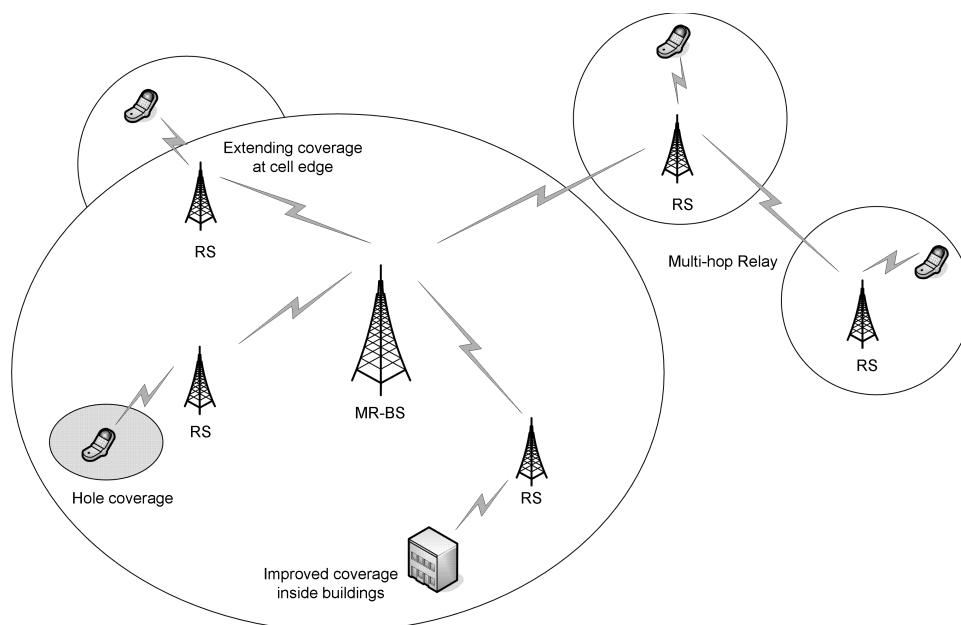 Extending coverage
at cell edge
RS
RS
Multi-hop Relay
RS
RS
MR-BS
RS
Hole coverage
RS
Improved coverage
inside buildings